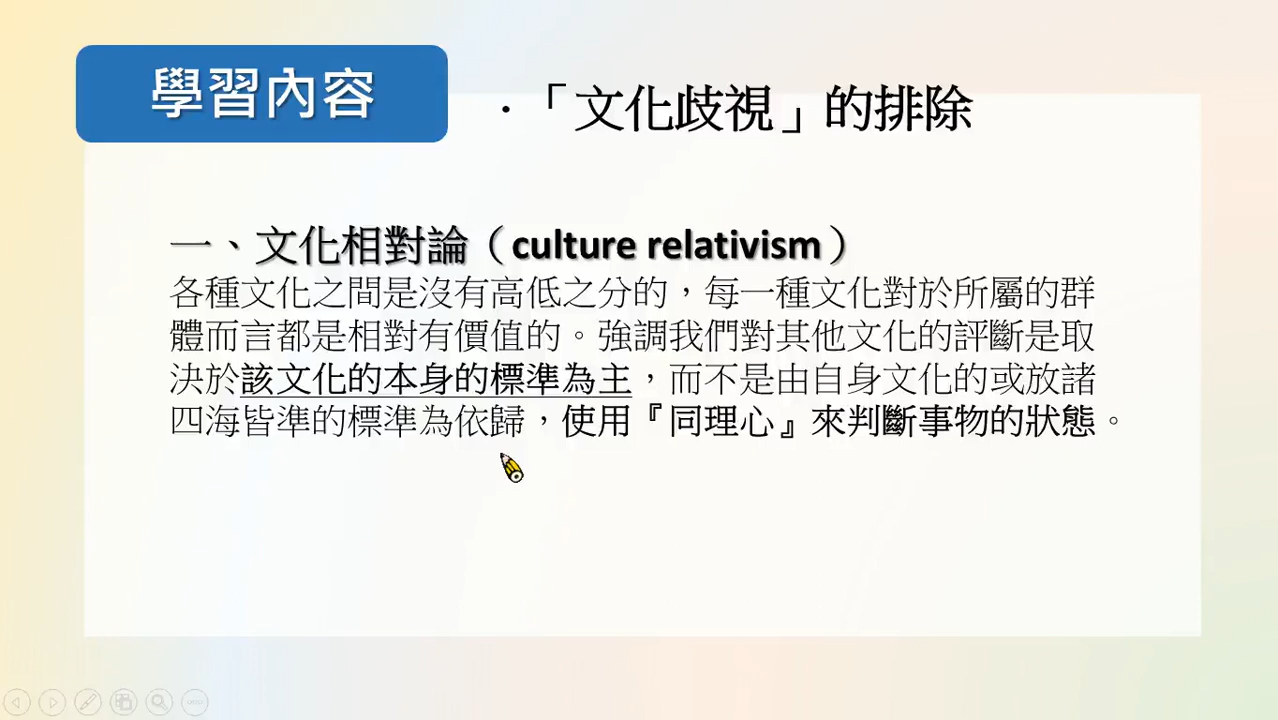 學習內容
·「文化歧視」的排除
一、文化相對論（culture relativism）
各種文化之間是沒有高低之分的，每一種文化對於所屬的群
體而言都是相對有價值的。強調我們對其他文化的評斷是取
決於該文化的本身的標準為主，而不是由自身文化的或放諸
四海皆準的標準為依歸，使用『同理心』來判斷事物的狀態。